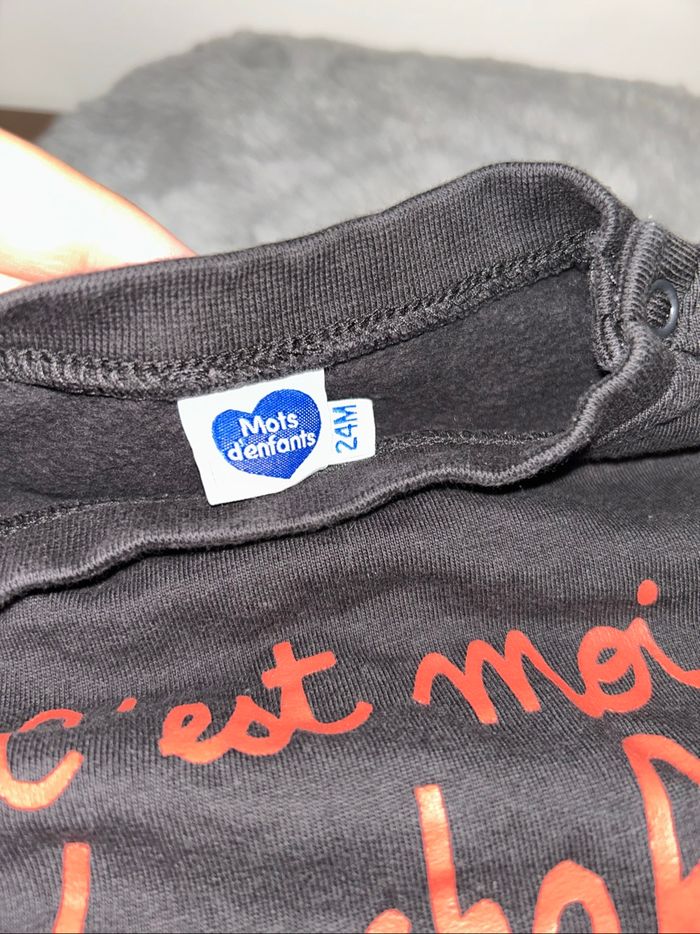 Mots
d'enfants
24M
c'est moi